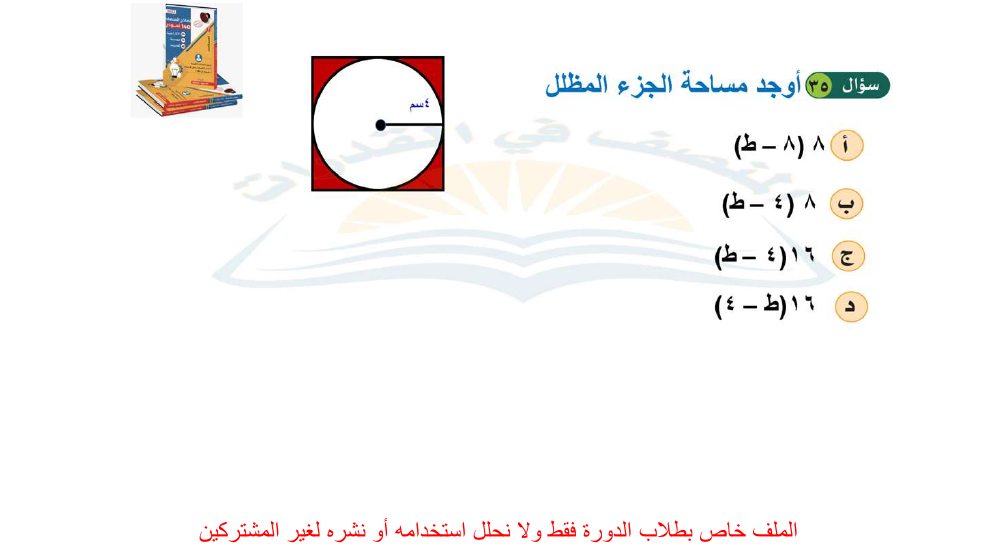 سؤال ٣٥ أوجد مساحة الجزء المظلل
٤سم
أ ٨ (٨ – ط)
ب ٨ (٤ – ط)
ج ١٦(٤ – ط)
د ١٦(ط – ٤)
الملف خاص بطلاب الدورة فقط ولا نحلل استخدامه أو نشره لغير المشتركين